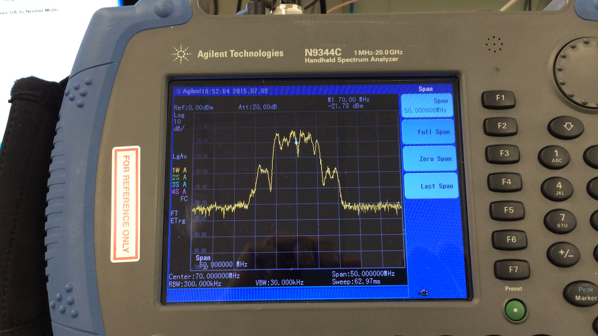 Agilent Technologies
N9344C 1 MHz-20.0 GHz
Handheld Spectrum Analyzer
Agilent 10:52:04 2015.07.08
Span
Ref:0.00dBm Att:20.00dB
M1 70.00 MHz
-21.78 dBm
Log
10
dB/
LgAv
1W A
2S A
3S A
4S A
FC
FT
ETrg
Span
50.000000 MHz
Center:70.000000MHz Span:50.000000MHz
RBW:300.000kHz VBW:30.000kHz Sweep:62.97ms
Span
50.000000MHz
Full Span
Zero Span
Last Span
FOR REFERENCE ONLY
F1
F2
F3
F4
F5
F6
F7
1
ABC
4
JKL
7
STU
+/-
Preset
Peak
Marker